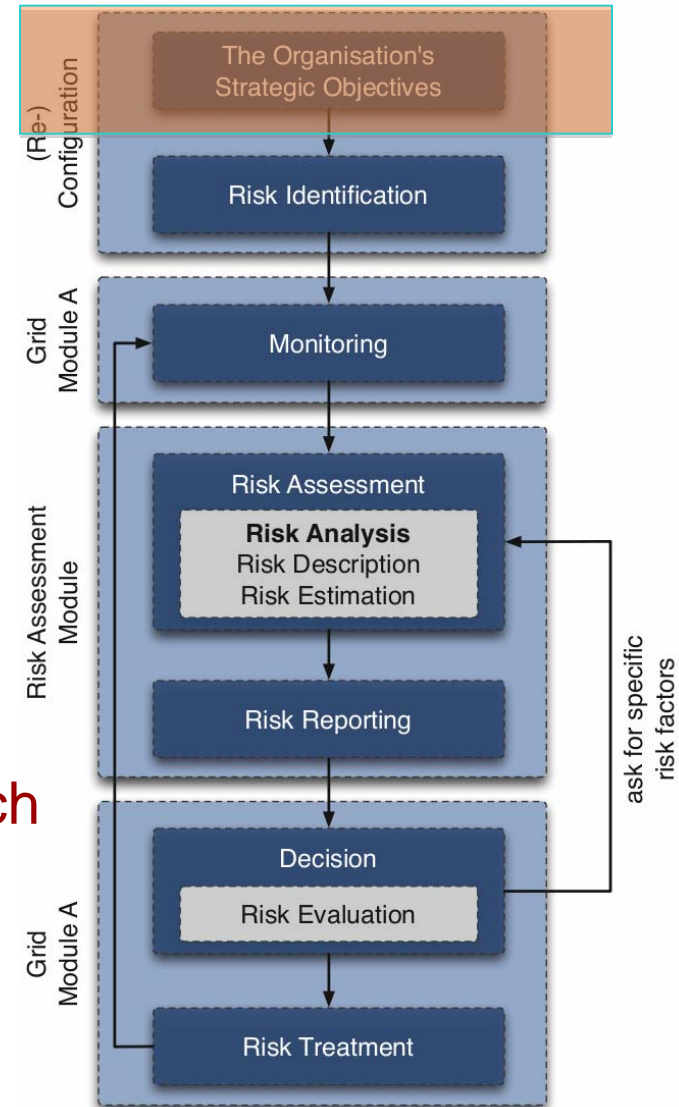 The Organisation's
Strategic Objectives
(Re-)
Configuration
Risk Identification
Grid
Module A
Monitoring
Risk Assessment
Module
Risk Assessment
Risk Analysis
Risk Description
Risk Estimation
Risk Reporting
ask for specific
risk factors
ch
Grid
Module A
Decision
Risk Evaluation
Risk Treatment